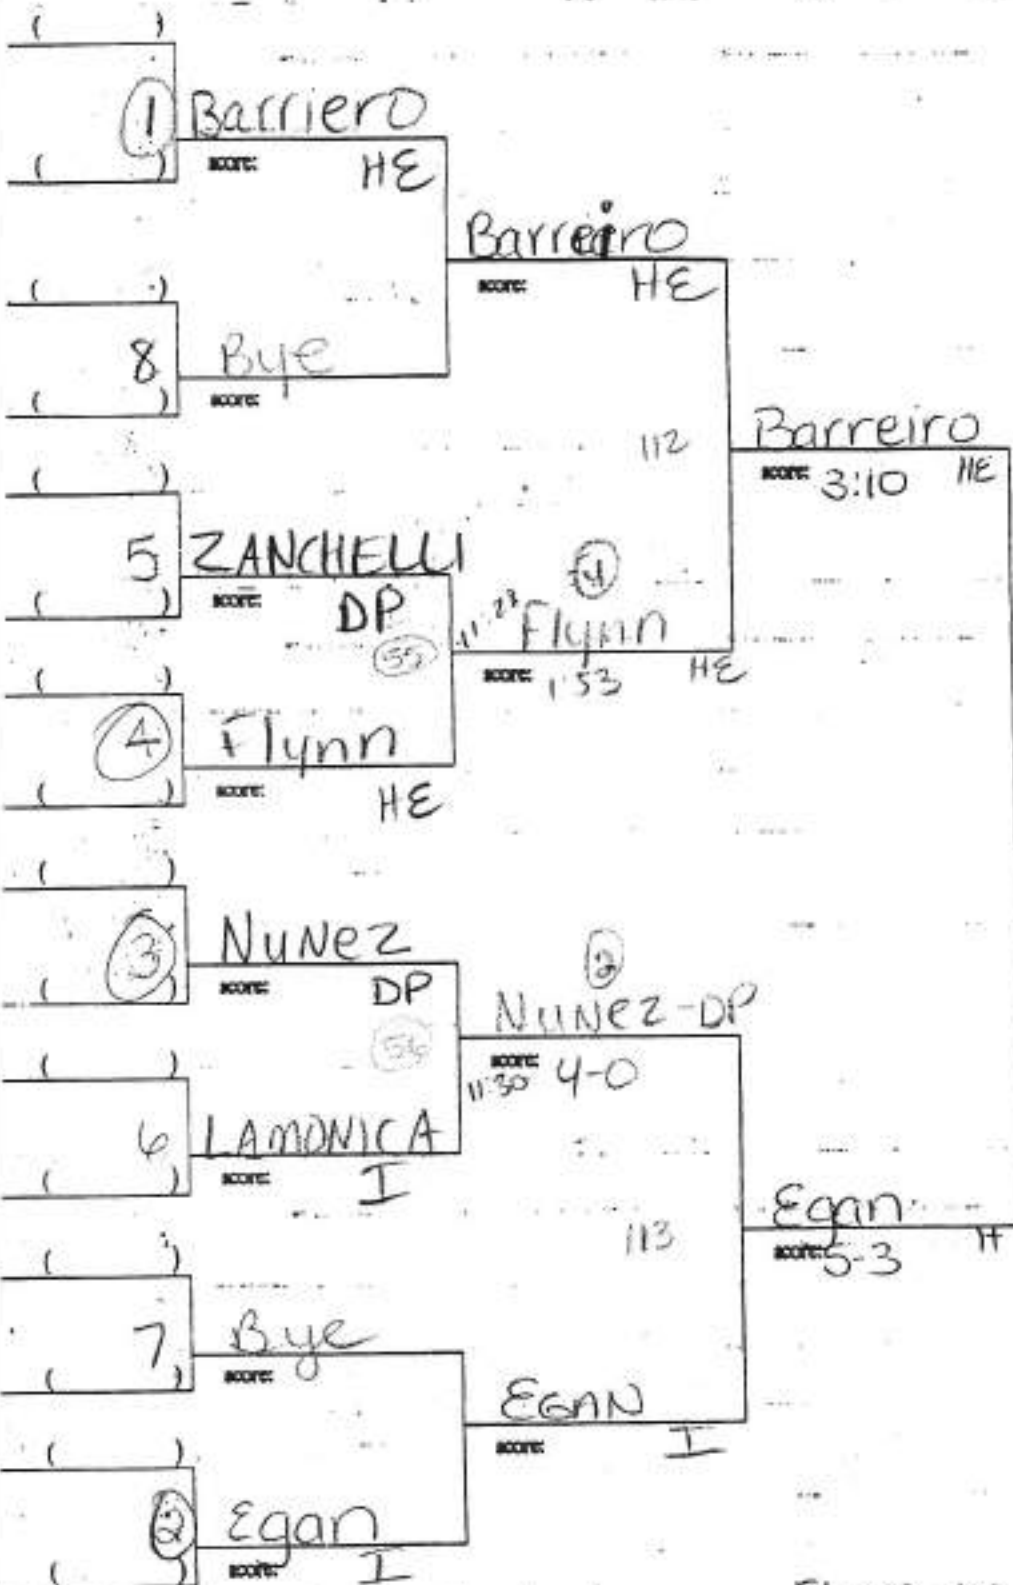 ( )
1 Barriero
( ) score: HE
Barreiro
score: HE
( )
8 Bye
( ) score:
112
Barreiro
score: 3:10 HE
( )
5 ZANCHELLI
( ) score: DP
4
55
Flynn
score: 1:53 HE
( )
4 Flynn
( ) score: HE
( )
3 NuNez
( ) score: DP
2
NuNez-DP
score: 4-0
11:30
( )
6 LAMONICA
( ) score: I
113
Egan
score: 5-3
( )
7 Bye
( ) score:
EGAN
score: I
( )
2 Egan
( ) score: I